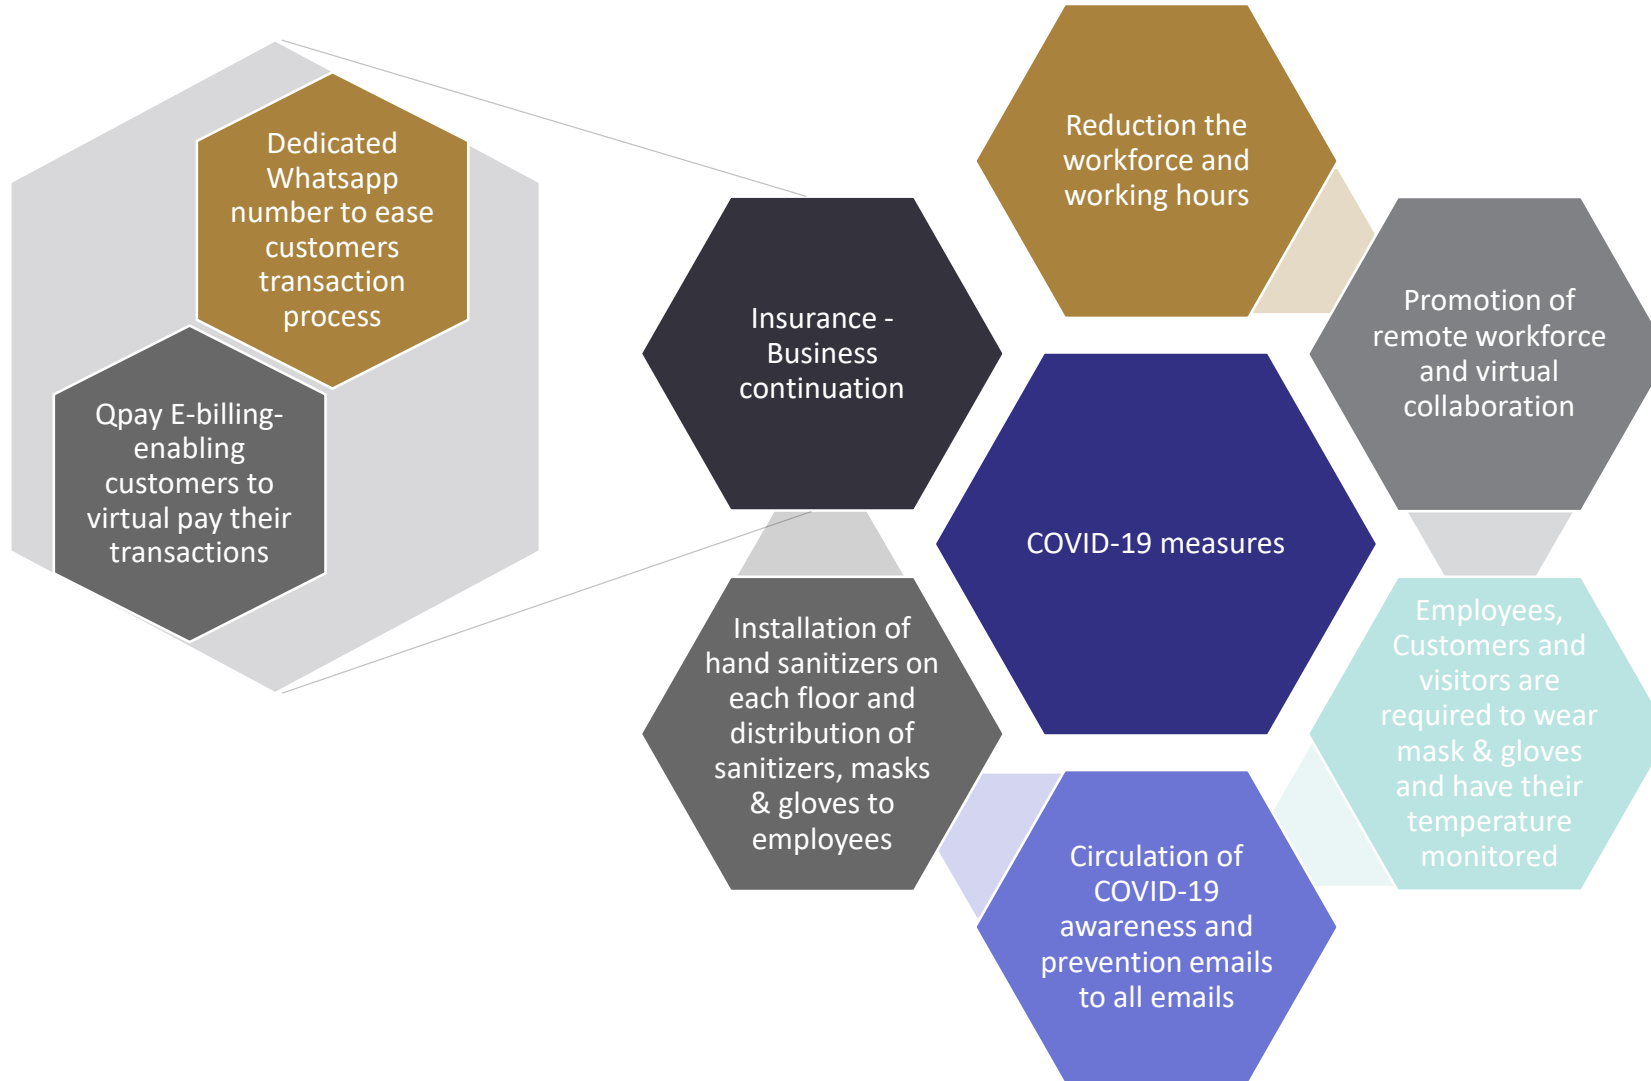 Dedicated
Whatsapp
number to ease
customers
transaction
process
Qpay E-billing-
enabling
customers to
virtual pay their
transactions
Insurance -
Business
continuation
Reduction the
workforce and
working hours
Promotion of
remote workforce
and virtual
collaboration
COVID-19 measures
Employees,
Customers and
visitors are
required to wear
mask & gloves
and have their
temperature
monitored
Installation of
hand sanitizers on
each floor and
distribution of
sanitizers, masks
& gloves to
employees
Circulation of
COVID-19
awareness and
prevention emails
to all emails